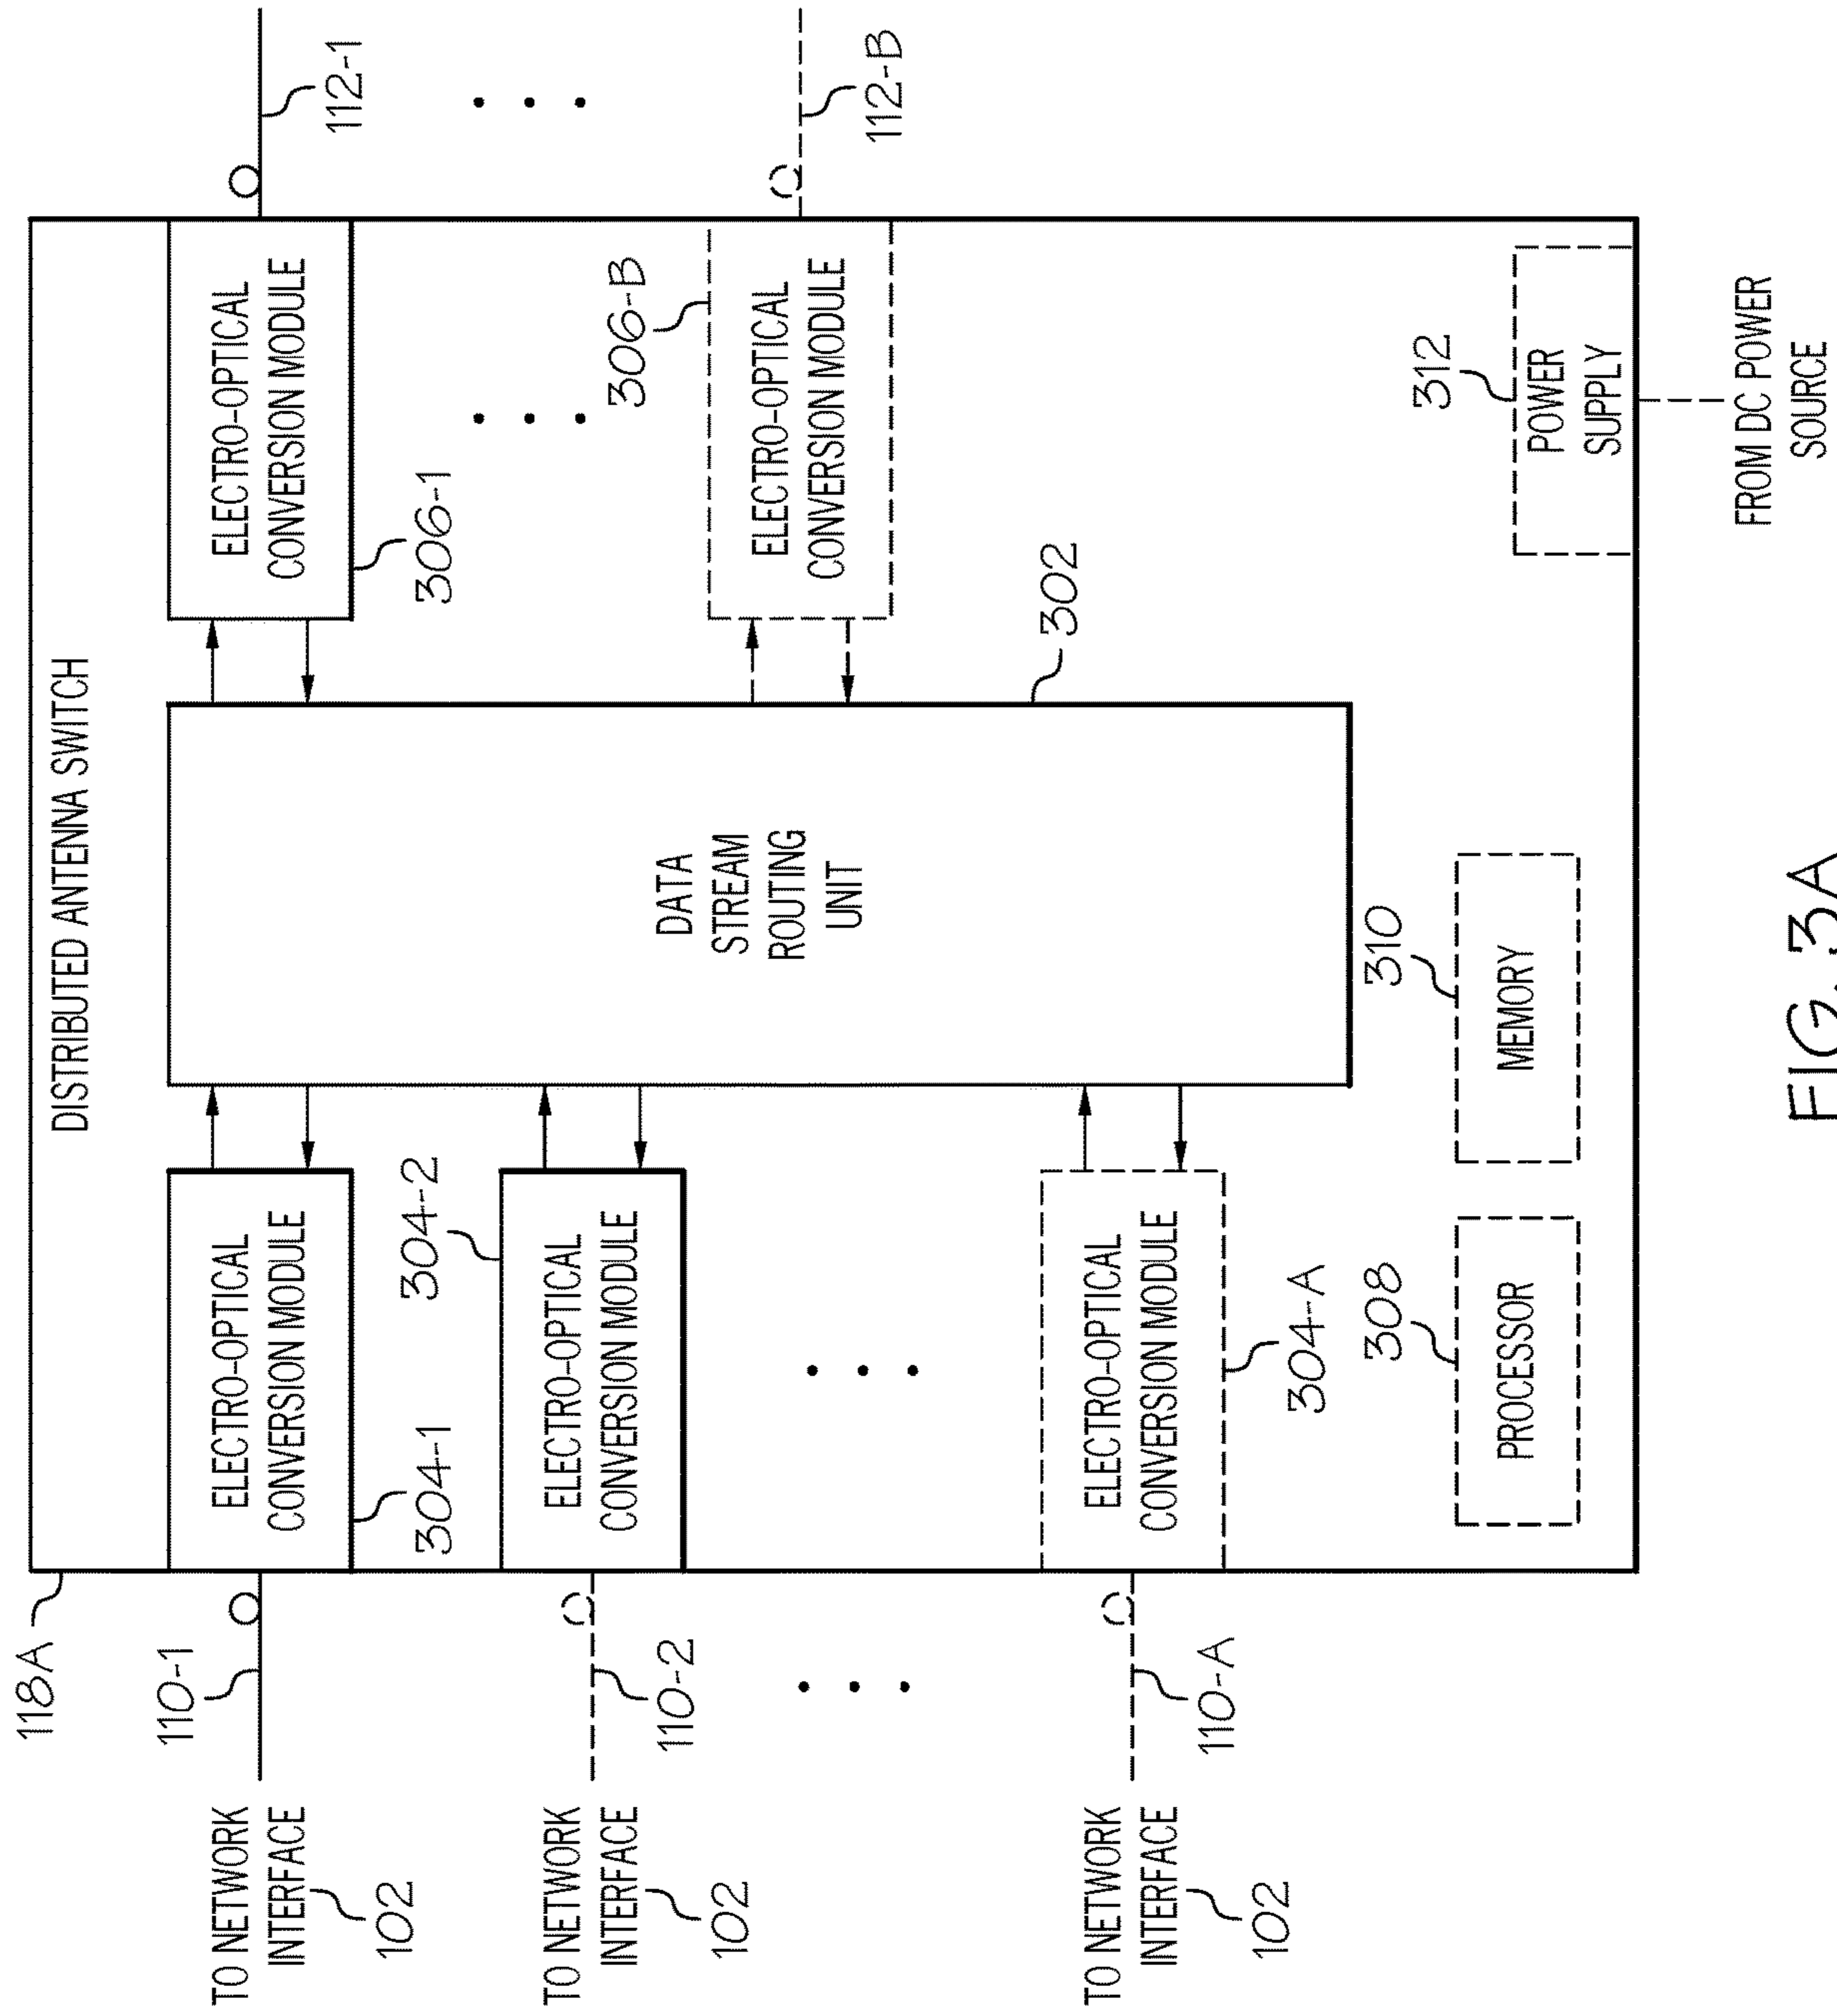 118A
DISTRIBUTED ANTENNA SWITCH
TO NETWORK
INTERFACE
102
110-1
ELECTRO-OPTICAL
CONVERSION MODULE
304-1
TO NETWORK
INTERFACE
102
110-2
ELECTRO-OPTICAL
CONVERSION MODULE
304-2
TO NETWORK
INTERFACE
102
110-A
ELECTRO-OPTICAL
CONVERSION MODULE
304-A
DATA
STREAM
ROUTING
UNIT
302
ELECTRO-OPTICAL
CONVERSION MODULE
306-1
112-1
ELECTRO-OPTICAL
CONVERSION MODULE
306-B
112-B
308
PROCESSOR
310
MEMORY
312
POWER
SUPPLY
FROM DC POWER
SOURCE
FIG. 3A